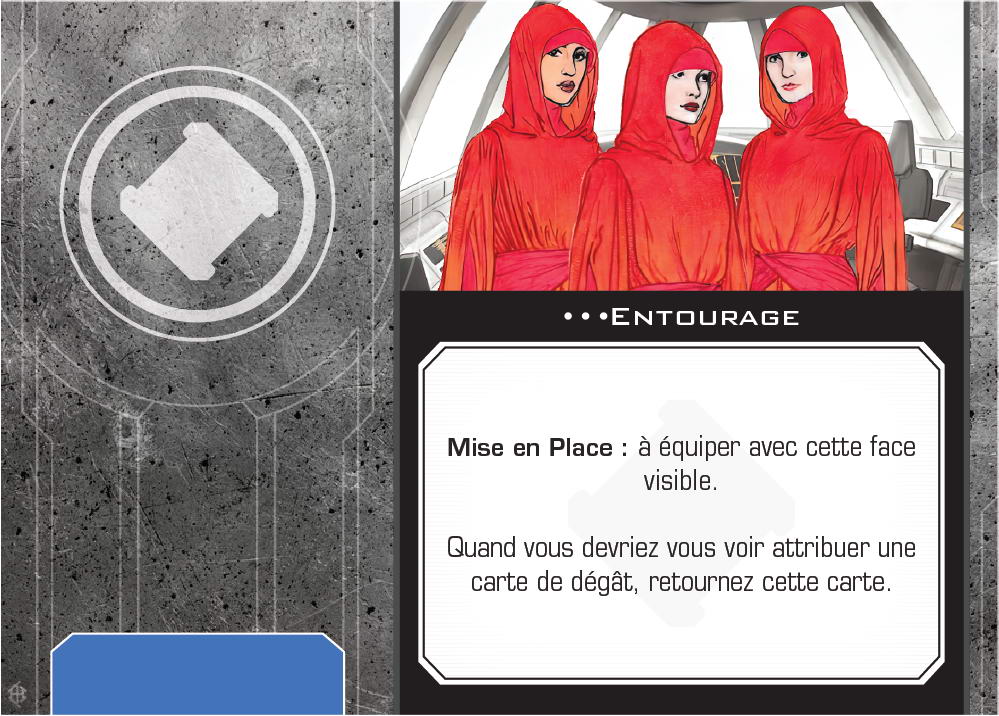 •••Entourage
Mise en Place : à équiper avec cette face
visible.
Quand vous devriez vous voir attribuer une
carte de dégât, retournez cette carte.